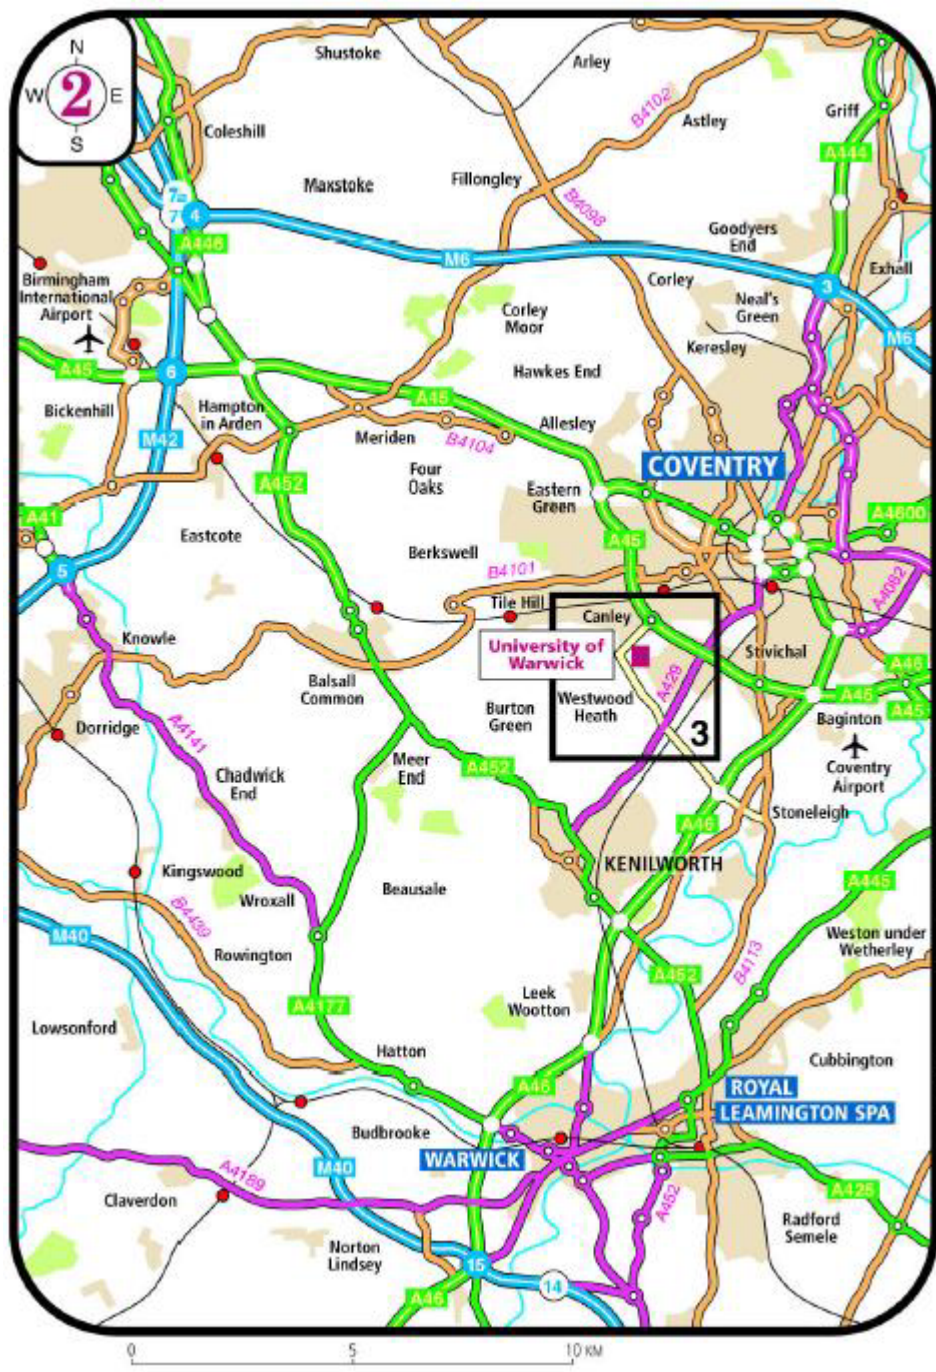 N
W 2 E
S
Shustoke
Arley
B4102
Astley
Griff
Coleshill
A444
7a
7
4
Maxstoke
Fillongley
B4098
Goodyers
End
A446
M6
Corley
Exhall
Birmingham
International
Airport
3
Neal's
Green
Corley
Moor
M6
Keresley
A45
6
Hawkes End
A45
Bickenhill
Hampton
in Arden
M42
Meriden
B4104
Allesley
COVENTRY
A452
Four
Oaks
Eastern
Green
A41
A4600
Eastcote
A45
Berkswell
B4101
5
A4082
Tile Hill
Canley
Knowle
University of
Warwick
Stivichal
A46
Balsall
Common
A429
Westwood
Heath
A46
A45
Burton
Green
Baginton
Dorridge
A4141
3
Meer
End
A452
Coventry
Airport
Chadwick
End
Stoneleigh
A46
KENILWORTH
Kingswood
A445
Beausale
Wroxall
B4439
M40
Weston under
Wetherley
Rowington
B4113
A452
A4177
Leek
Wootton
Lowsonford
Hatton
Cubbington
A46
ROYAL
LEAMINGTON SPA
Budbrooke
WARWICK
M40
A4189
A425
Claverdon
A452
Radford
Semele
Norton
Lindsey
15
14
A46
0 5 10 KM